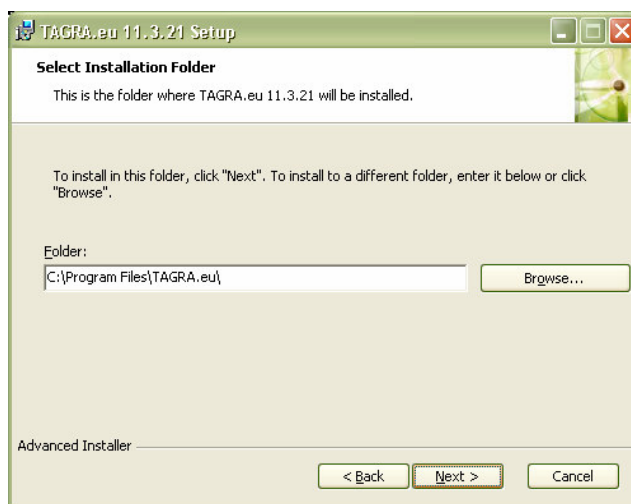 TAGRA.eu 11.3.21 Setup
Select Installation Folder
This is the folder where TAGRA.eu 11.3.21 will be installed.
To install in this folder, click "Next". To install to a different folder, enter it below or click
"Browse".
Folder:
C:\Program Files\TAGRA.eu\
Browse...
Advanced Installer
< Back
Next >
Cancel